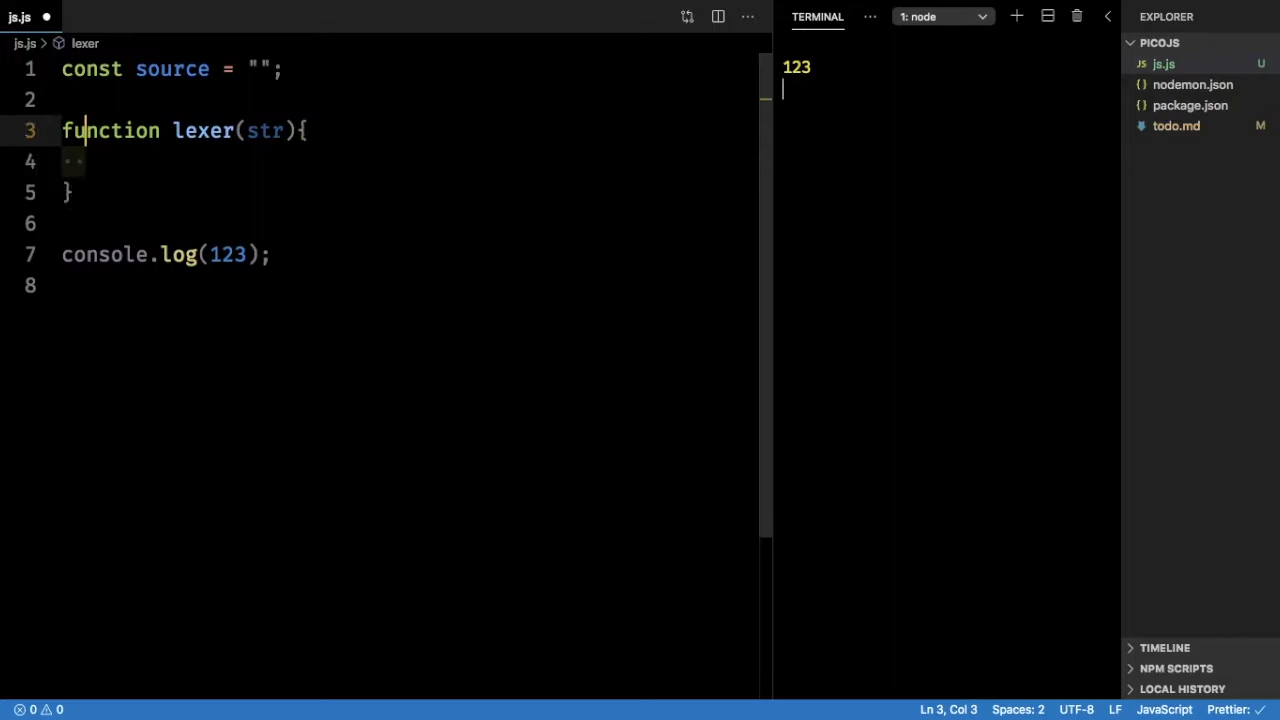 js.js
js.js lexer
1 const source = "";
2
3 function lexer(str){
4
5 }
6
7 console.log(123);
8
TERMINAL
1: node
123
EXPLORER
PICOJS
JS js.js U
{} nodemon.json
{} package.json
todo.md M
TIMELINE
NPM SCRIPTS
LOCAL HISTORY
0 0
Ln 3, Col 3 Spaces: 2 UTF-8 LF JavaScript Prettier: ✓